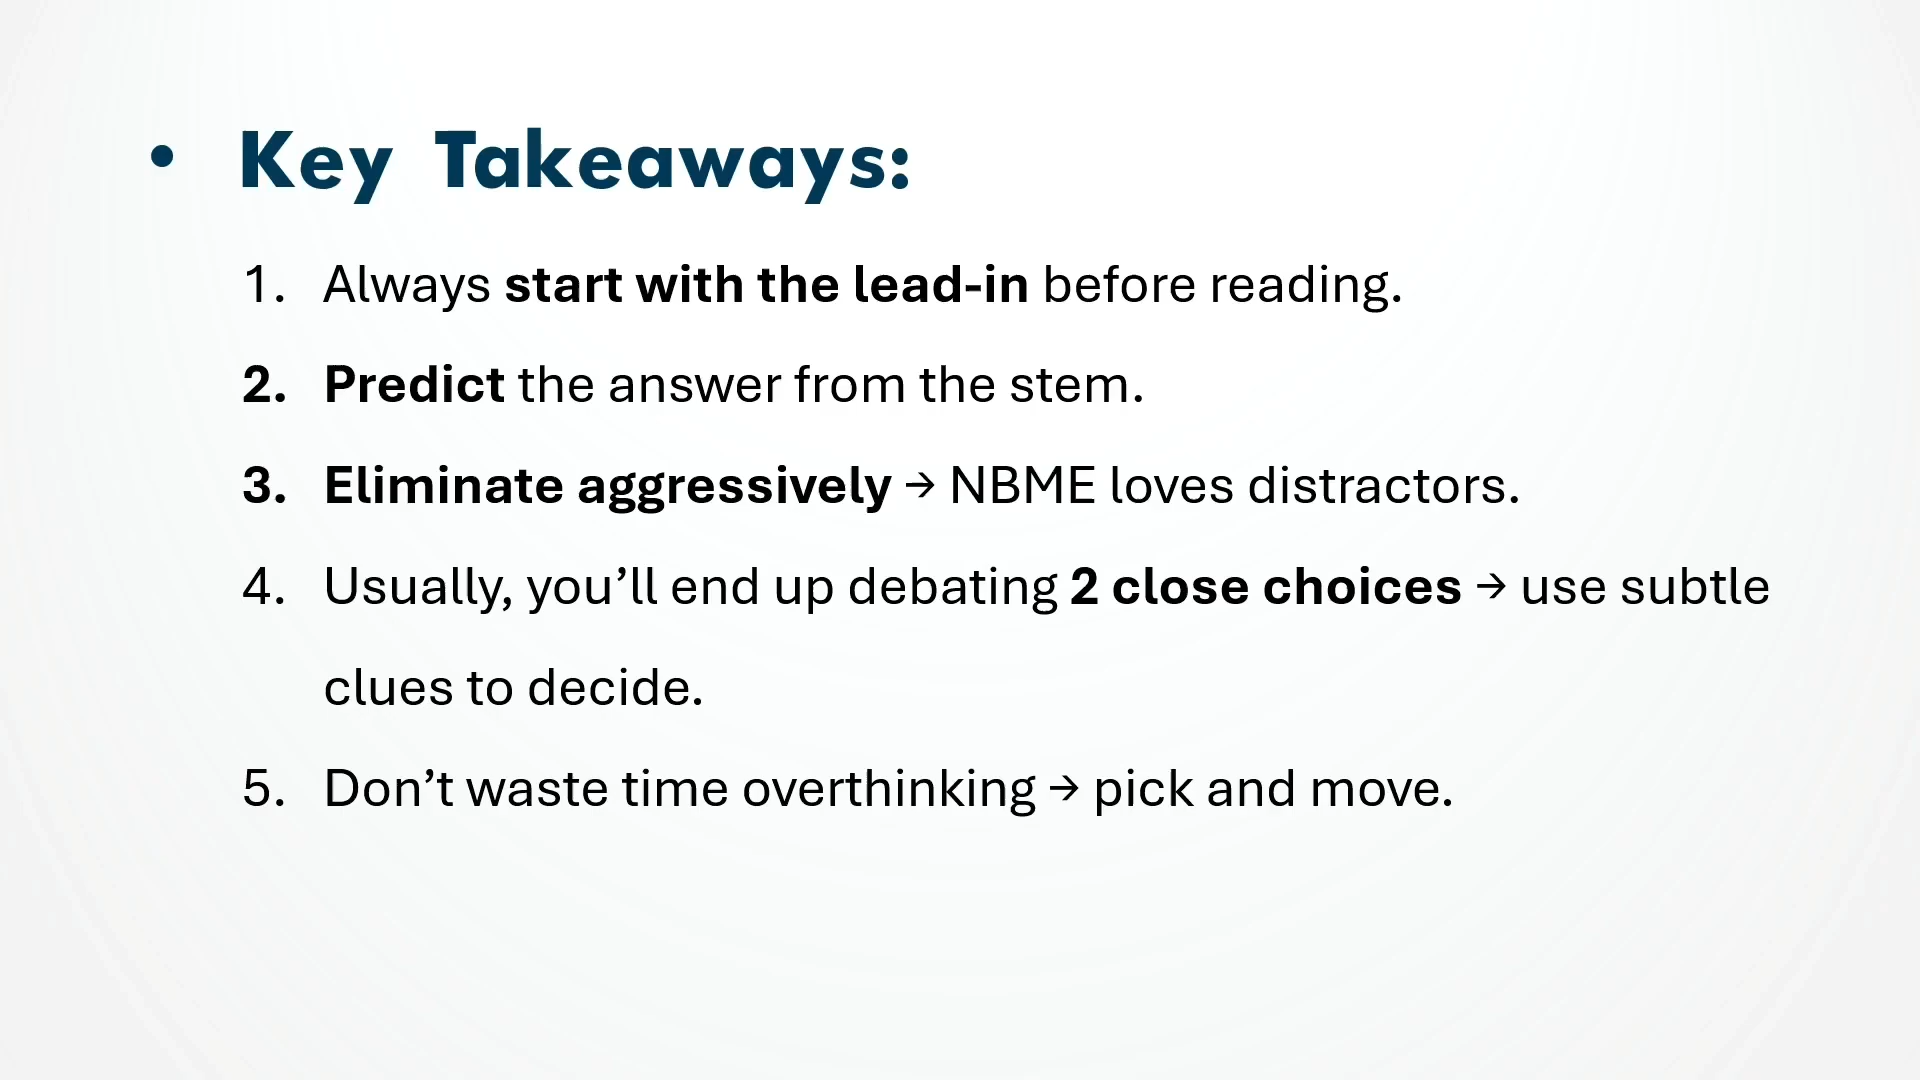 • Key Takeaways:
1. Always start with the lead-in before reading.
2. Predict the answer from the stem.
3. Eliminate aggressively → NBME loves distractors.
4. Usually, you’ll end up debating 2 close choices → use subtle
clues to decide.
5. Don’t waste time overthinking → pick and move.